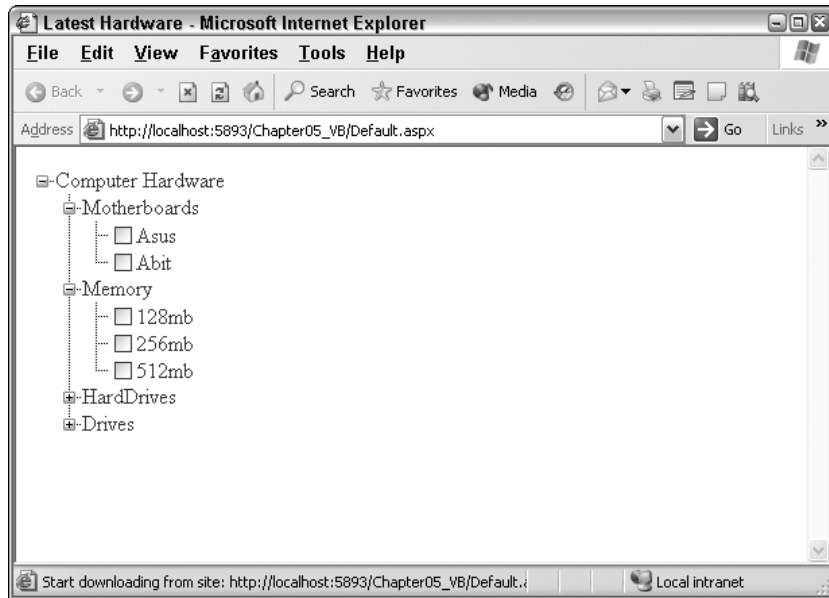 Latest Hardware - Microsoft Internet Explorer
File Edit View Favorites Tools Help
Back Search Favorites Media
Address http://localhost:5893/Chapter05_VB/Default.aspx Go Links »
Computer Hardware
Motherboards
Asus
Abit
Memory
128mb
256mb
512mb
HardDrives
Drives
Start downloading from site: http://localhost:5893/Chapter05_VB/Default.a Local intranet